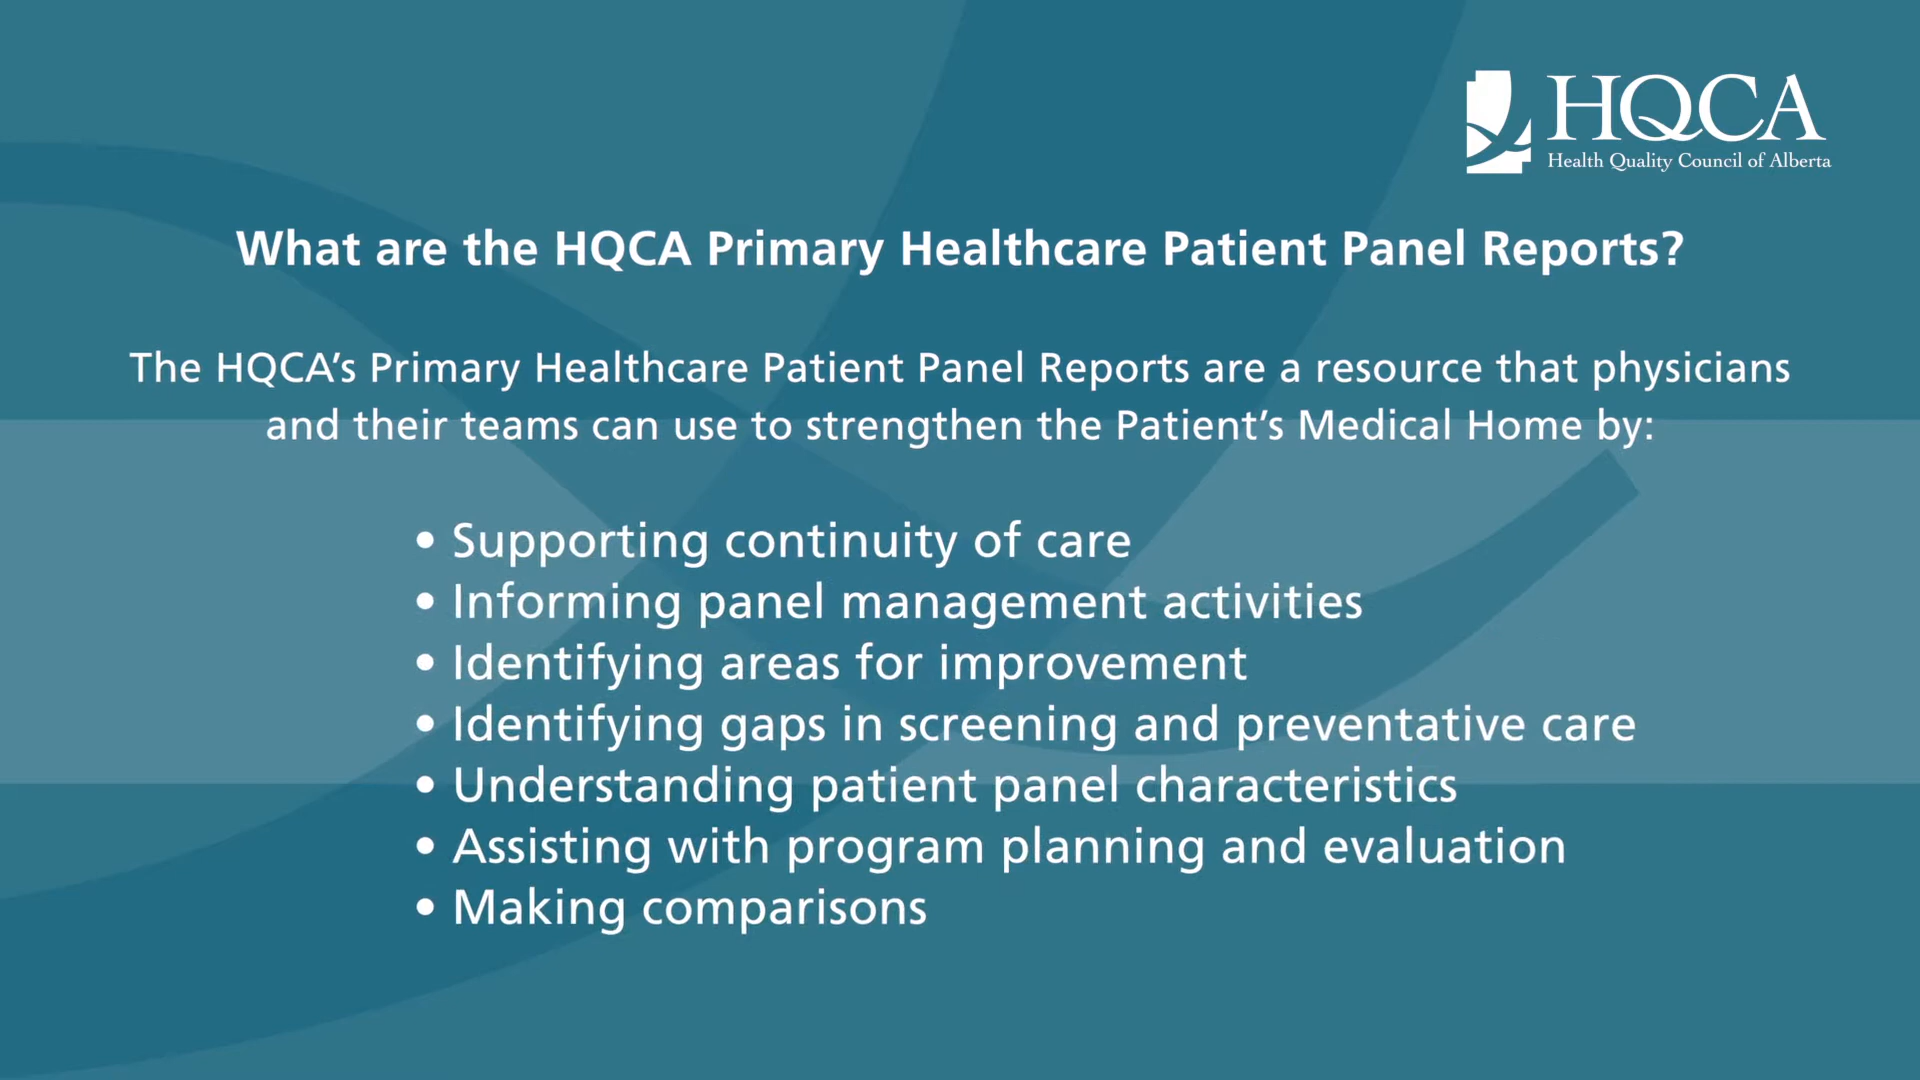 HQCA
Health Quality Council of Alberta
What are the HQCA Primary Healthcare Patient Panel Reports?
The HQCA’s Primary Healthcare Patient Panel Reports are a resource that physicians
and their teams can use to strengthen the Patient’s Medical Home by:
• Supporting continuity of care
• Informing panel management activities
• Identifying areas for improvement
• Identifying gaps in screening and preventative care
• Understanding patient panel characteristics
• Assisting with program planning and evaluation
• Making comparisons